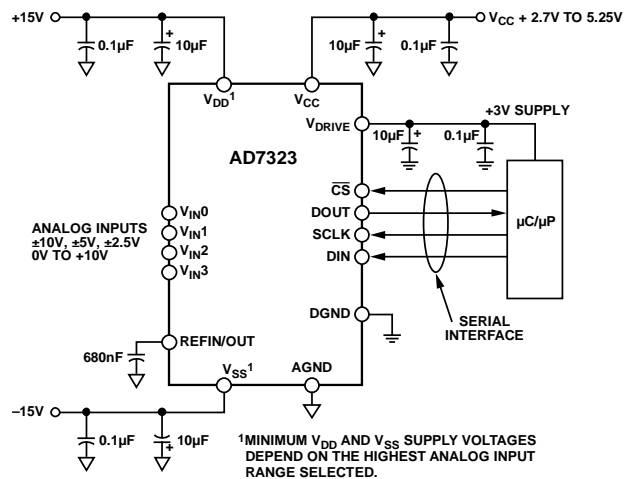 +15V
0.1µF
10µF
+
10µF
+
0.1µF
VCC + 2.7V TO 5.25V
VDD1
VCC
VDRIVE
+3V SUPPLY
10µF
+
0.1µF
AD7323
CS
DOUT
SCLK
DIN
µC/µP
ANALOG INPUTS
±10V, ±5V, ±2.5V
0V TO +10V
VIN0
VIN1
VIN2
VIN3
DGND
SERIAL
INTERFACE
REFIN/OUT
680nF
VSS1
AGND
–15V
0.1µF
10µF
+
1MINIMUM VDD AND VSS SUPPLY VOLTAGES
DEPEND ON THE HIGHEST ANALOG INPUT
RANGE SELECTED.